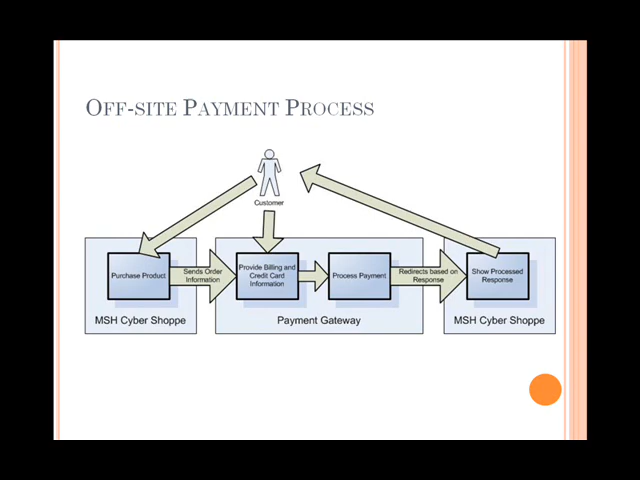 OFF-SITE PAYMENT PROCESS
Customer
Purchase Product
Sends Order
Information
Provide Billing and
Credit Card
Information
Process Payment
Redirects based on
Response
Show Processed
Response
MSH Cyber Shoppe
Payment Gateway
MSH Cyber Shoppe